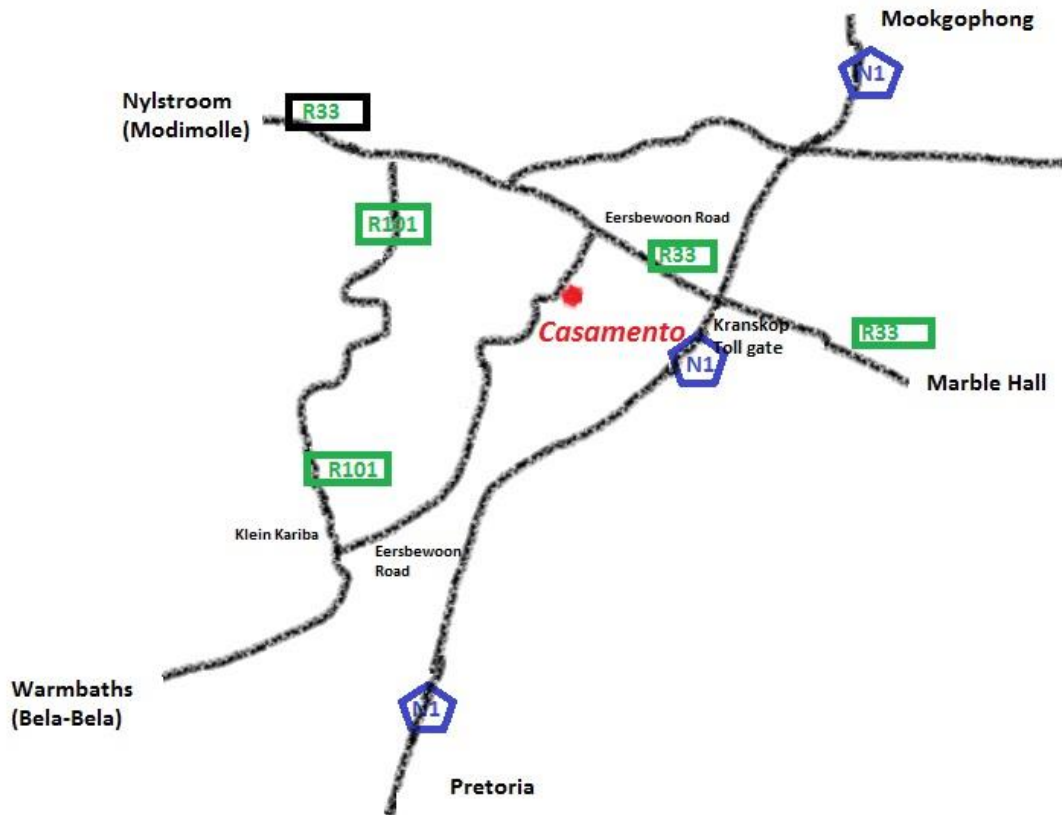 Mookgophong
N1
Nylstroom
(Modimolle)
R33
R101
Eersbewoon Road
R33
Casamento
Kranskop
Toll gate
R33
N1
Marble Hall
R101
Klein Kariba
Eersbewoon
Road
Warmbaths
(Bela-Bela)
N1
Pretoria